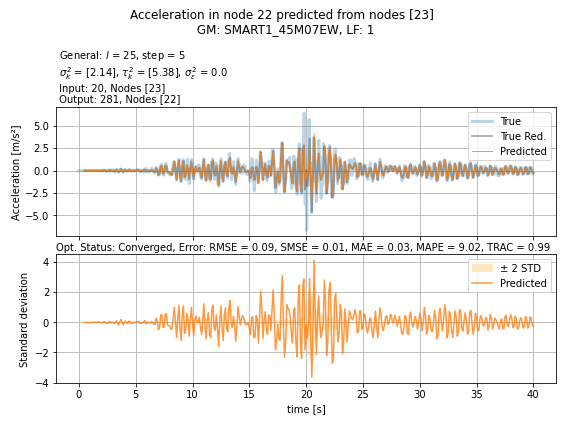 Acceleration in node 22 predicted from nodes [23]
GM: SMART1_45M07EW, LF: 1
General: l = 25, step = 5
σ²ₖ = [2.14], τ²ₖ = [5.38], σ²ε = 0.0
Input: 20, Nodes [23]
Output: 281, Nodes [22]
Acceleration [m/s²]
5.0
2.5
0.0
−2.5
−5.0
True
True Red.
Predicted
Opt. Status: Converged, Error: RMSE = 0.09, SMSE = 0.01, MAE = 0.03, MAPE = 9.02, TRAC = 0.99
Standard deviation
4
2
0
−2
−4
± 2 STD
Predicted
0 5 10 15 20 25 30 35 40
time [s]